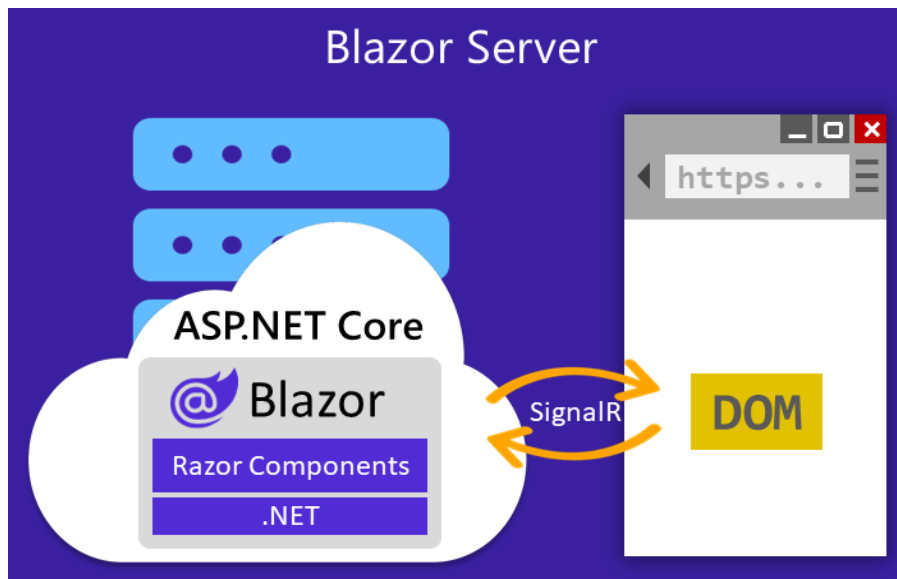 Blazor Server
https...
ASP.NET Core
@ Blazor
Razor Components
.NET
SignalR
DOM